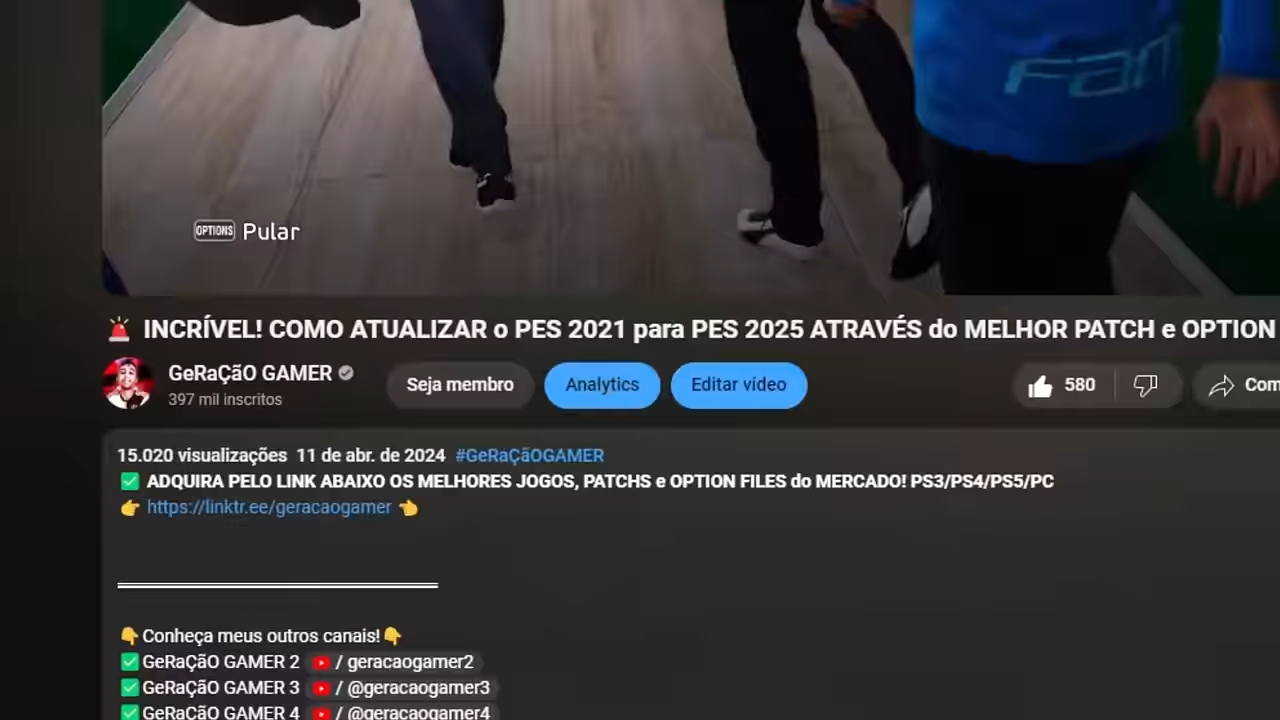 FAM
OPTIONS Pular
🚨 INCRÍVEL! COMO ATUALIZAR o PES 2021 para PES 2025 ATRAVÉS do MELHOR PATCH e OPTION
GeRaÇãO GAMER
397 mil inscritos
Seja membro
Analytics
Editar vídeo
580
Com
15.020 visualizações 11 de abr. de 2024 #GeRaÇãOGAMER
✅ ADQUIRA PELO LINK ABAIXO OS MELHORES JOGOS, PATCHS e OPTION FILES do MERCADO! PS3/PS4/PS5/PC
👉 https://linktr.ee/geracaogamer 👈
👇Conheça meus outros canais!👇
✅GeRaÇãO GAMER 2 / geracaogamer2
✅GeRaÇãO GAMER 3 / @geracaogamer3
✅GeRaÇãO GAMER 4 / @geracaogamer4